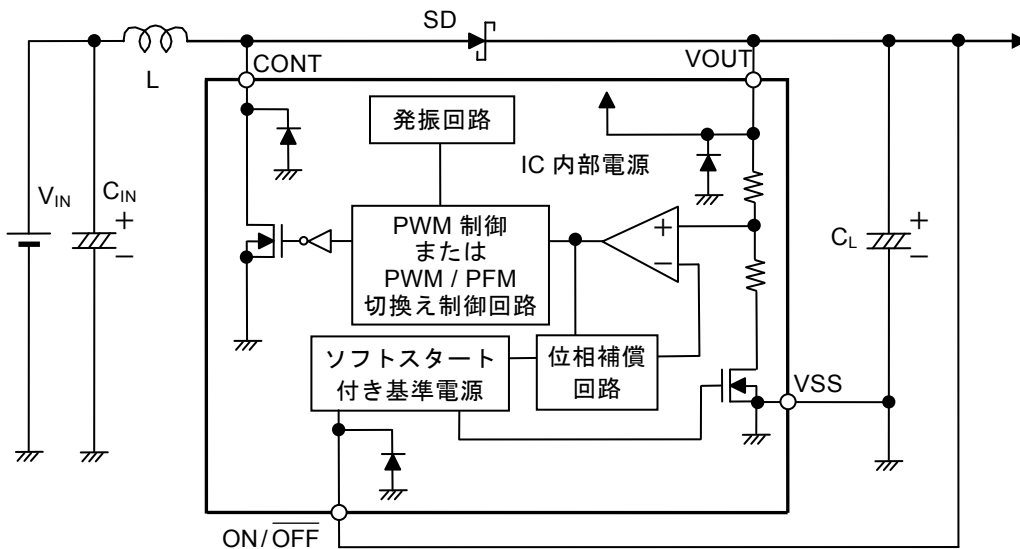 SD
CONT
VOUT
L
発振回路
IC 内部電源
VIN
CIN
+
−
PWM 制御
または
PWM / PFM
切換え制御回路
+
−
CL
+
−
ソフトスタート
付き基準電源
位相補償
回路
VSS
ON/OFF